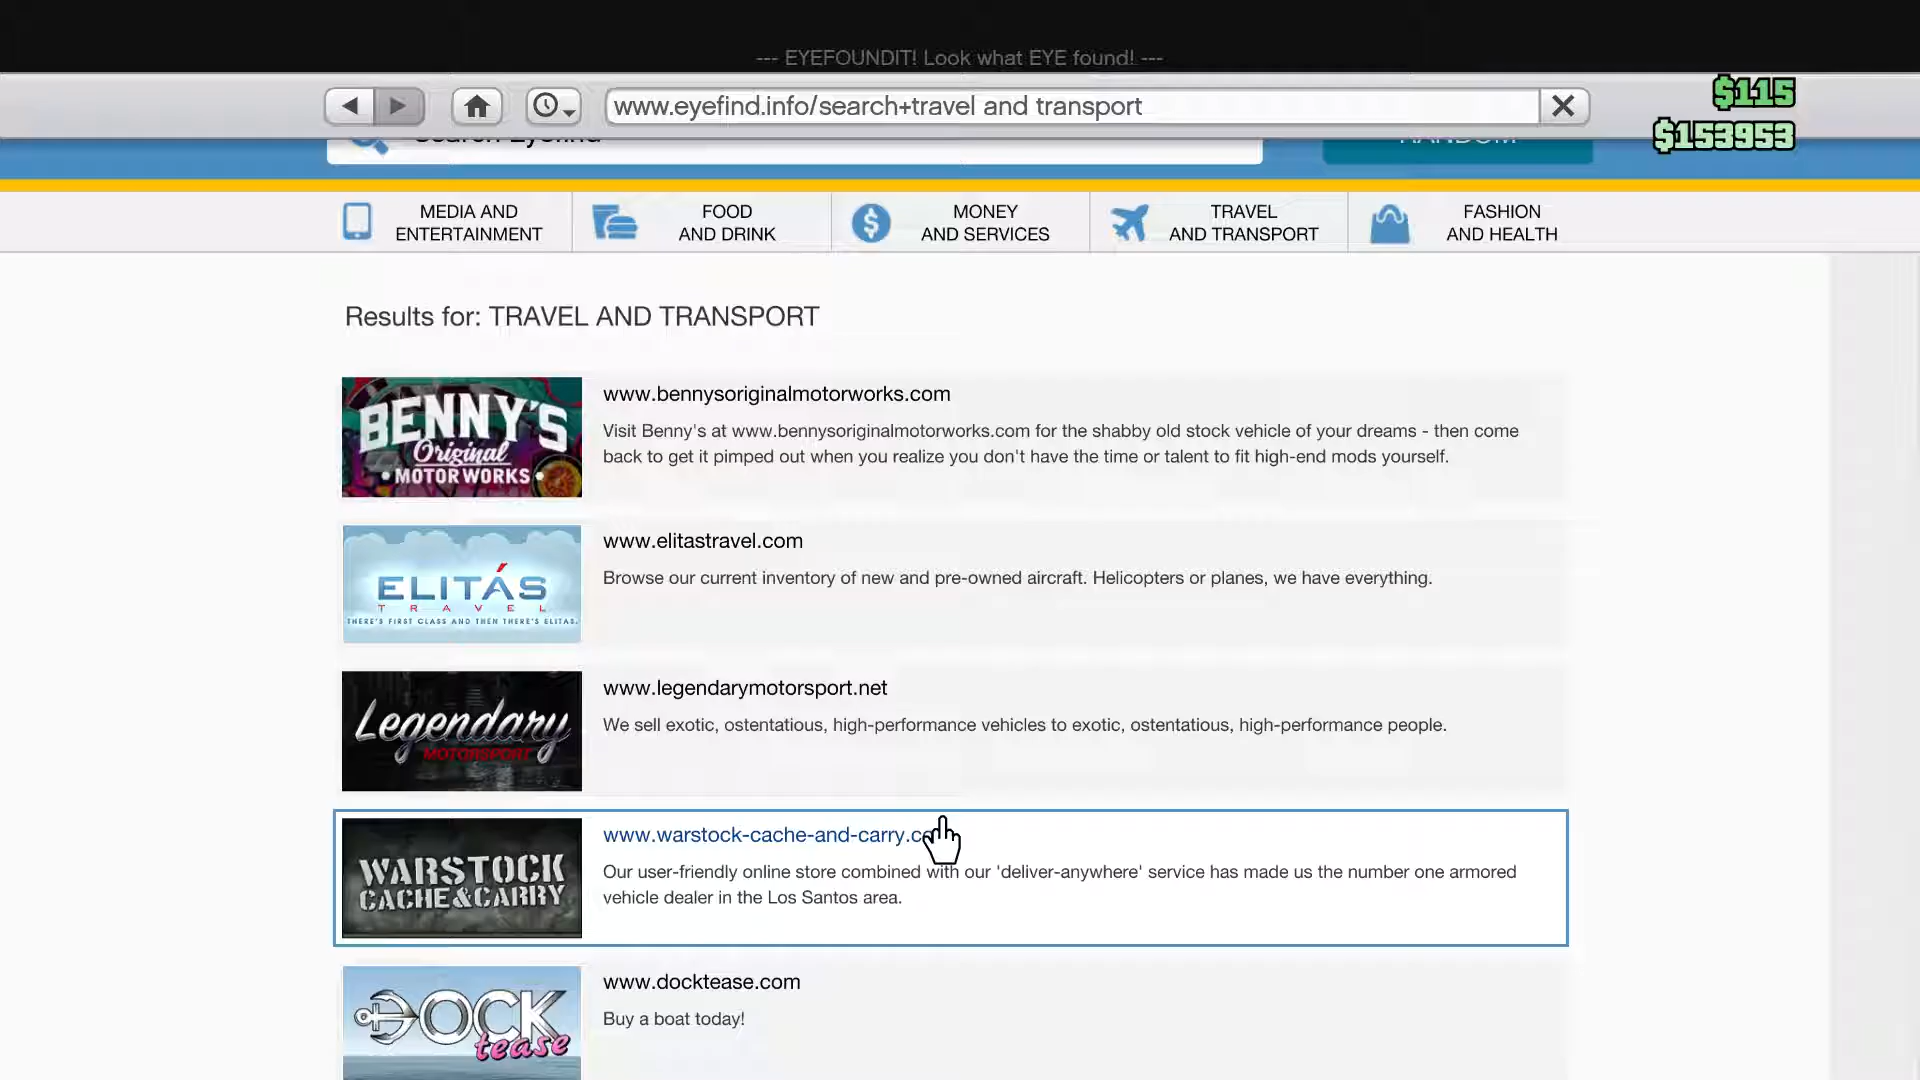 --- EYEFOUNDIT! Look what EYE found! ---
www.eyefind.info/search+travel and transport
$115
$153953
Search Eyefind
RANDOM
MEDIA AND
ENTERTAINMENT
FOOD
AND DRINK
MONEY
AND SERVICES
TRAVEL
AND TRANSPORT
FASHION
AND HEALTH
Results for: TRAVEL AND TRANSPORT
BENNY'S
Original
MOTOR WORKS
www.bennysoriginalmotorworks.com
Visit Benny's at www.bennysoriginalmotorworks.com for the shabby old stock vehicle of your dreams - then come
back to get it pimped out when you realize you don't have the time or talent to fit high-end mods yourself.
ELITÁS
TRAVEL
THERE'S FIRST CLASS AND THEN THERE'S ELITAS.
www.elitastravel.com
Browse our current inventory of new and pre-owned aircraft. Helicopters or planes, we have everything.
Legendary
MOTORSPORT
www.legendarymotorsport.net
We sell exotic, ostentatious, high-performance vehicles to exotic, ostentatious, high-performance people.
WARSTOCK
CACHE&CARRY
www.warstock-cache-and-carry.com
Our user-friendly online store combined with our 'deliver-anywhere' service has made us the number one armored
vehicle dealer in the Los Santos area.
DOCK
tease
www.docktease.com
Buy a boat today!